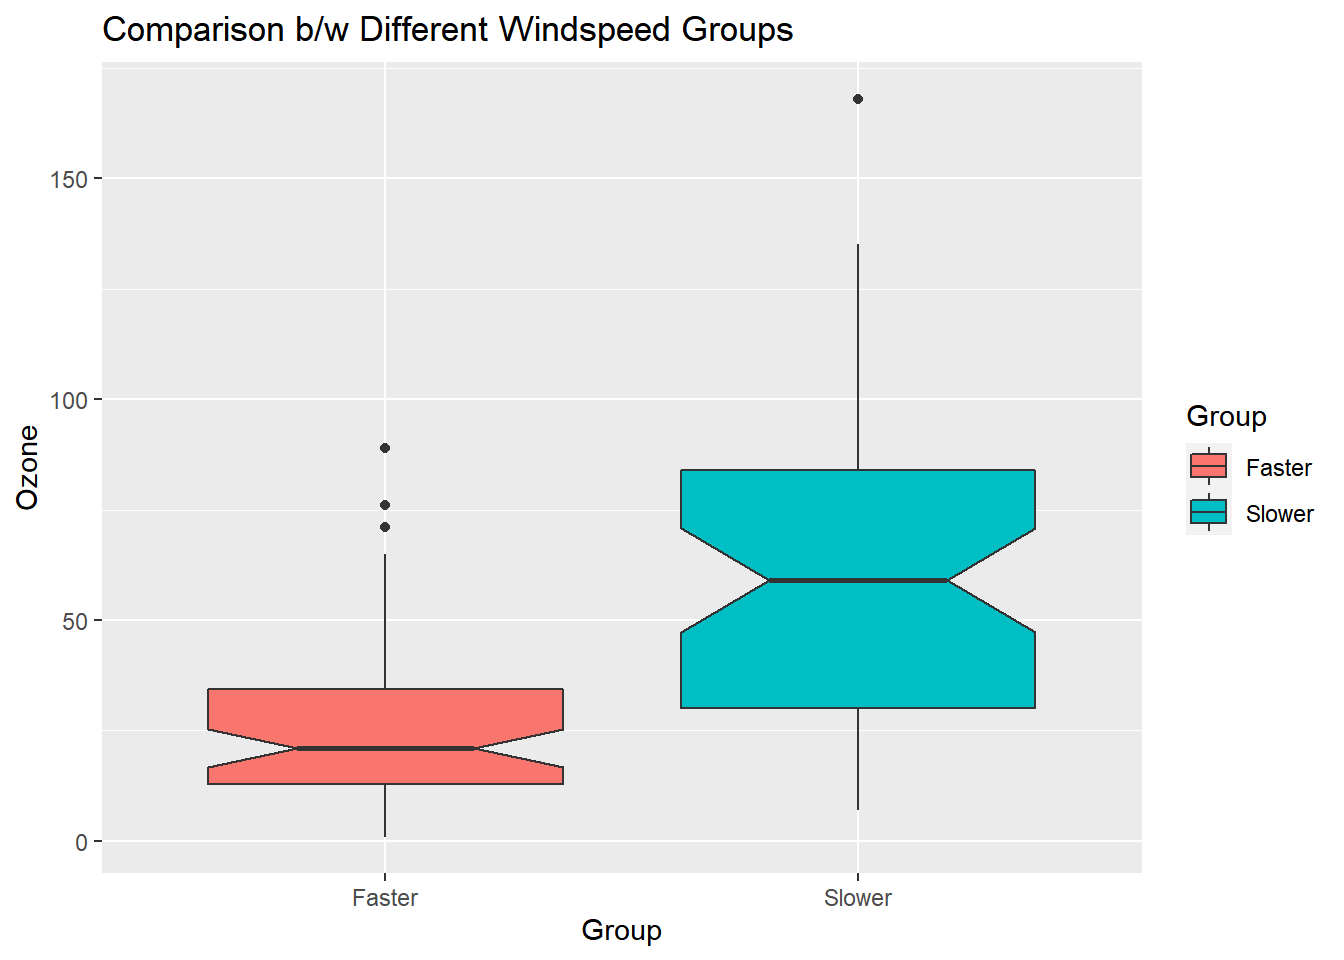 Comparison b/w Different Windspeed Groups
150
100
50
0
Ozone
Faster
Slower
Group
Group
Faster
Slower